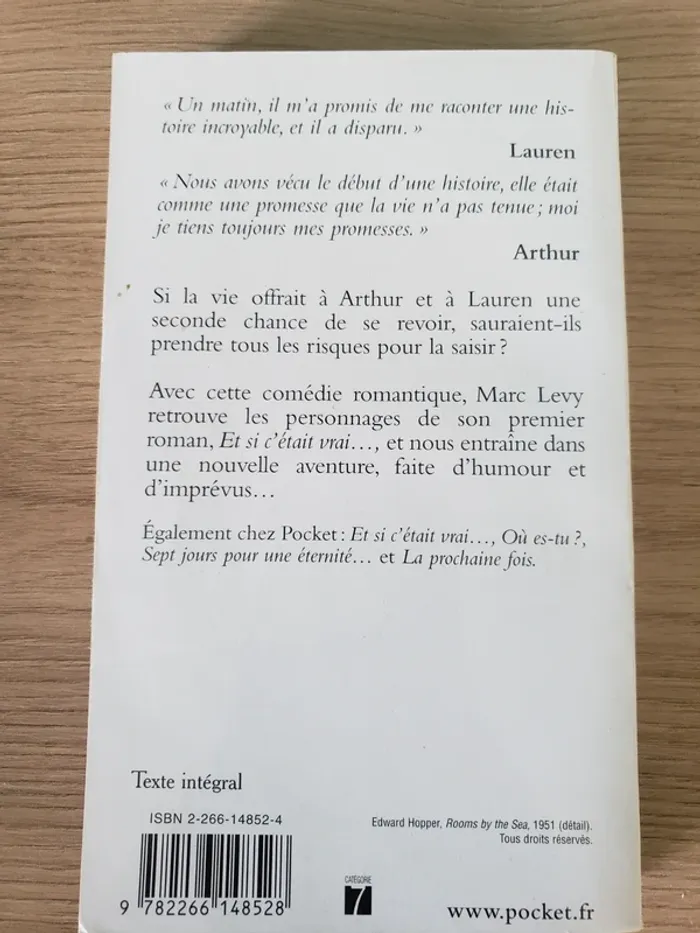 « Un matin, il m'a promis de me raconter une his-
toire incroyable, et il a disparu. »
Lauren
« Nous avons vécu le début d'une histoire, elle était
comme une promesse que la vie n'a pas tenue ; moi
je tiens toujours mes promesses. »
Arthur
Si la vie offrait à Arthur et à Lauren une
seconde chance de se revoir, sauraient-ils
prendre tous les risques pour la saisir ?
Avec cette comédie romantique, Marc Levy
retrouve les personnages de son premier
roman, Et si c'était vrai…, et nous entraîne dans
une nouvelle aventure, faite d'humour et
d'imprévus…
Également chez Pocket : Et si c'était vrai…, Où es-tu ?,
Sept jours pour une éternité… et La prochaine fois.
Texte intégral
ISBN 2-266-14852-4
Edward Hopper, Rooms by the Sea, 1951 (détail).
Tous droits réservés.
9 782266 148528
CATÉGORIE
7
www.pocket.fr